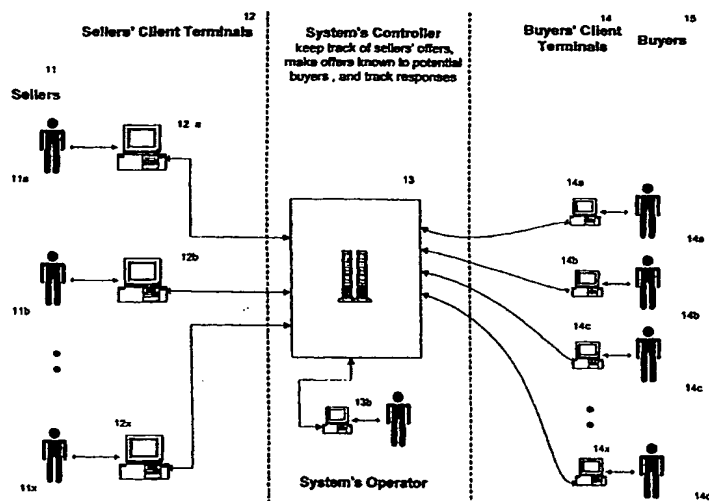 Sellers' Client Terminals
12
System's Controller
keep track of sellers' offers,
make offers known to potential
buyers , and track responses
Buyers' Client
Terminals
14
15
Buyers
11
Sellers
12 a
11a
12b
11b
12x
11x
13
13b
System's Operator
14a
14a
14b
14b
14c
14c
14x